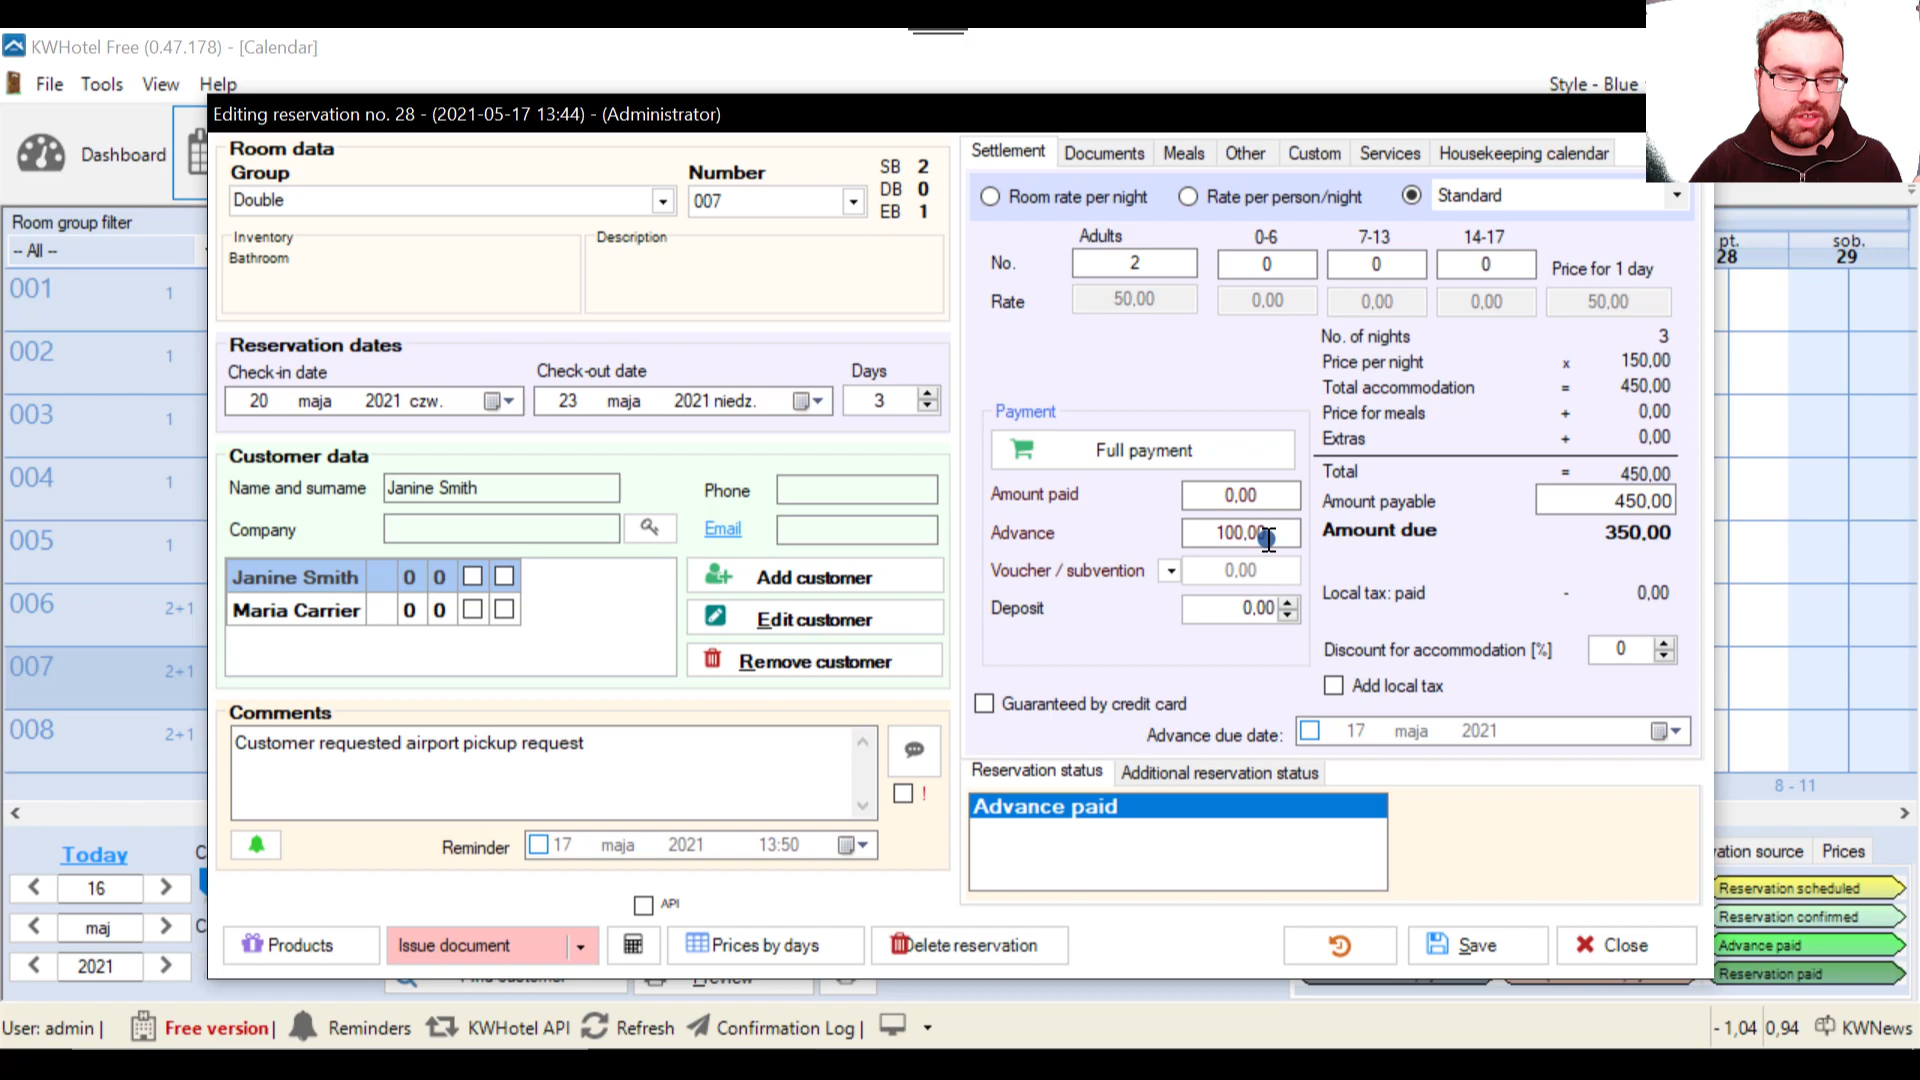 KWHotel Free (0.47.178) - [Calendar]
File Tools View Help
Style - Blue
Dashboard
Room group filter
-- All --
001 1
002 1
003 1
004 1
005 1
006 2+1
007 2+1
008 2+1
pt. sob.
28 29
8 - 11
Editing reservation no. 28 - (2021-05-17 13:44) - (Administrator)
Room data
Group Number
Double 007
SB 2
DB 0
EB 1
Inventory Description
Bathroom
Reservation dates
Check-in date Check-out date Days
20 maja 2021 czw. 23 maja 2021 niedz. 3
Customer data
Name and surname Janine Smith Phone
Company Email
Janine Smith 0 0
Maria Carrier 0 0
Add customer
Edit customer
Remove customer
Comments
Customer requested airport pickup request
!
Reminder 17 maja 2021 13:50
API
Settlement Documents Meals Other Custom Services Housekeeping calendar
Room rate per night Rate per person/night Standard
Adults 0-6 7-13 14-17
No. 2 0 0 0 Price for 1 day
Rate 50,00 0,00 0,00 0,00 50,00
No. of nights 3
Price per night x 150,00
Total accommodation = 450,00
Price for meals + 0,00
Extras + 0,00
Total = 450,00
Amount payable 450,00
Amount due 350,00
Local tax: paid - 0,00
Discount for accommodation [%] 0
Add local tax
Payment
Full payment
Amount paid 0,00
Advance 100,00
Voucher / subvention 0,00
Deposit 0,00
Guaranteed by credit card
Advance due date: 17 maja 2021
Reservation status Additional reservation status
Advance paid
Products Issue document Prices by days Delete reservation Save Close
Today
16
maj
2021
C
C
Find customer Preview
ation source Prices
Reservation scheduled
Reservation confirmed
Advance paid
Reservation paid
User: admin | Free version | Reminders KWHotel API Refresh Confirmation Log | - 1,04 0,94 KWNews